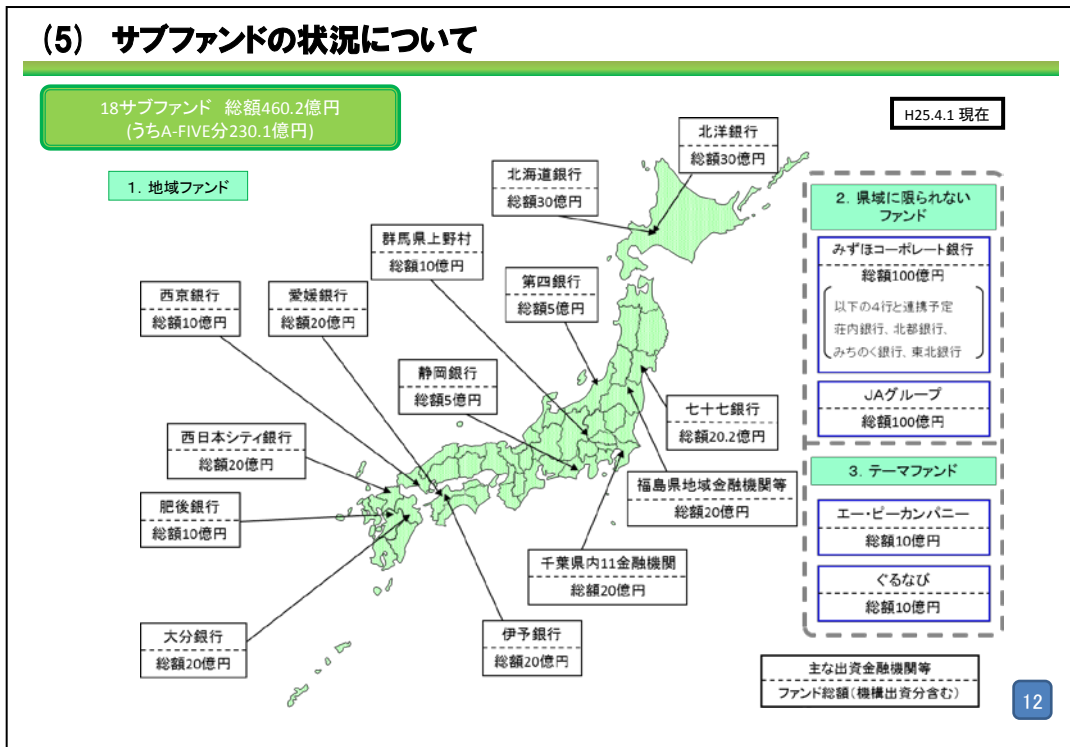 (5) サブファンドの状況について
18サブファンド 総額460.2億円
(うちA-FIVE分230.1億円)
H25.4.1 現在
1. 地域ファンド
北洋銀行
総額30億円
北海道銀行
総額30億円
群馬県上野村
総額10億円
第四銀行
総額5億円
西京銀行
総額10億円
愛媛銀行
総額20億円
静岡銀行
総額5億円
七十七銀行
総額20.2億円
西日本シティ銀行
総額20億円
福島県地域金融機関等
総額20億円
肥後銀行
総額10億円
千葉県内11金融機関
総額20億円
大分銀行
総額20億円
伊予銀行
総額20億円
2. 県域に限られない
ファンド
みずほコーポレート銀行
総額100億円
以下の4行と連携予定
荘内銀行、北都銀行、
みちのく銀行、東北銀行
JAグループ
総額100億円
3. テーマファンド
エー・ピーカンパニー
総額10億円
ぐるなび
総額10億円
主な出資金融機関等
ファンド総額(機構出資分含む)
12